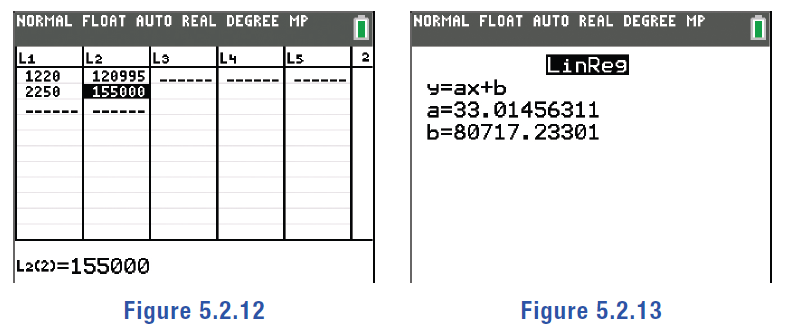 NORMAL FLOAT AUTO REAL DEGREE MP
L1 L2 L3 L4 L5 2
1220 120995 ------ ------ ------
2250 155000
------ ------
L2(2)=155000
Figure 5.2.12
NORMAL FLOAT AUTO REAL DEGREE MP
LinReg
y=ax+b
a=33.01456311
b=80717.23301
Figure 5.2.13